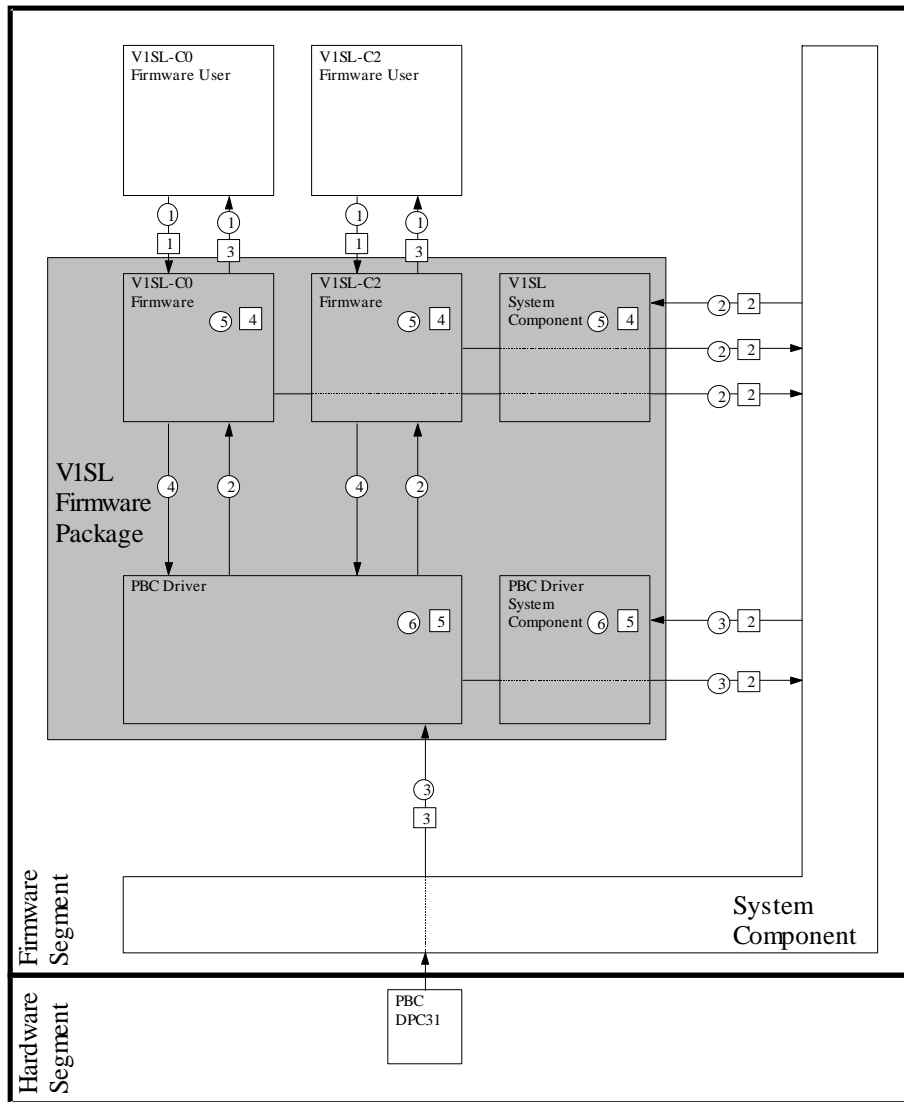 V1SL-C0
Firmware User
V1SL-C2
Firmware User
1
1
1
1
1
3
1
3
V1SL-C0
Firmware
5
4
V1SL-C2
Firmware
5
4
V1SL
System
Component
5
4
2
2
2
2
2
2
V1SL
Firmware
Package
4
2
4
2
PBC Driver
6
5
PBC Driver
System
Component
6
5
3
2
3
2
3
3
Firmware
Segment
System
Component
Hardware
Segment
PBC
DPC31